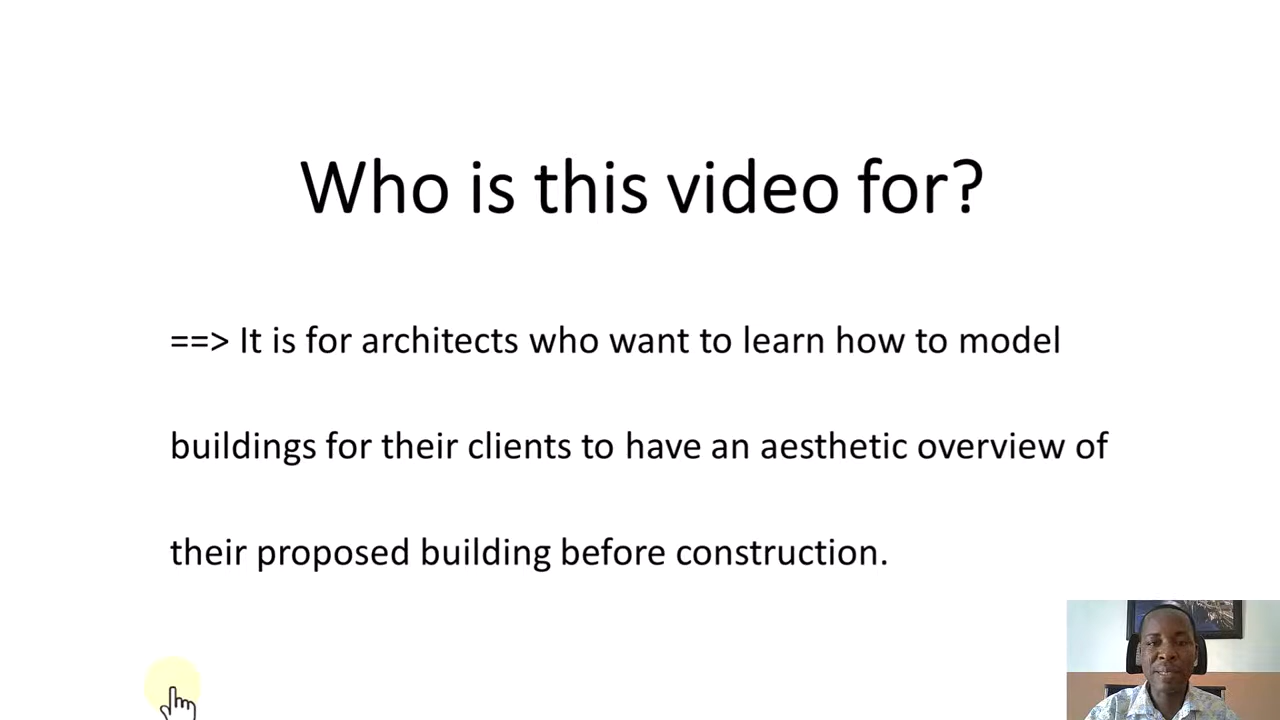 Who is this video for?
==> It is for architects who want to learn how to model
buildings for their clients to have an aesthetic overview of
their proposed building before construction.